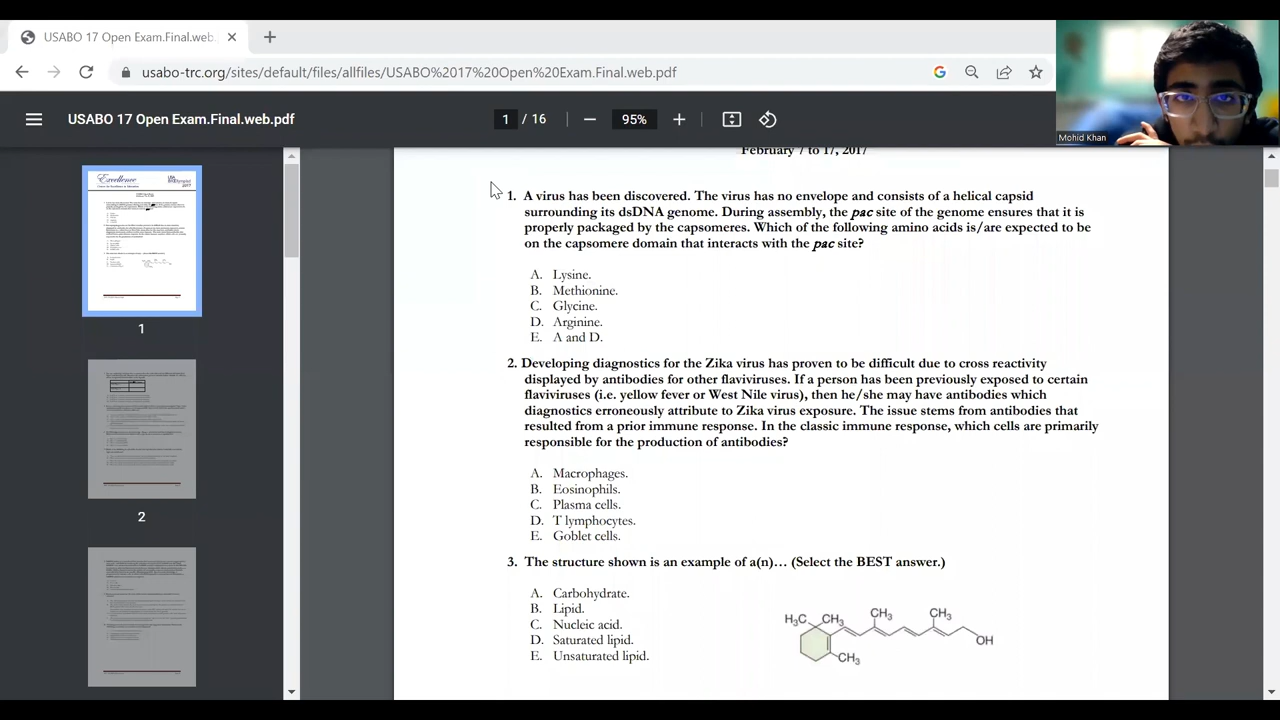 USABO 17 Open Exam.Final.web.
usabo-trc.org/sites/default/files/allfiles/USABO%2017%20Open%20Exam.Final.web.pdf
USABO 17 Open Exam.Final.web.pdf
1 / 16
95%
Mohid Khan
February 7 to 17, 2017
1. A virus has been discovered. The virus has no envelope and consists of a helical capsid
surrounding its dsDNA genome. During assembly, the pac site of the genome ensures that it is
properly packaged by the capsomeres. Which of the following amino acids is/are expected to be
on the capsomere domain that interacts with the pac site?
A. Lysine.
B. Methionine.
C. Glycine.
D. Arginine.
E. A and D.
2. Developing diagnostics for the Zika virus has proven to be difficult due to cross reactivity
displayed by antibodies for other flaviviruses. If a person has been previously exposed to certain
flaviviruses (i.e. yellow fever or West Nile virus), then he/she may have antibodies which
diagnostics erroneously attribute to Zika virus exposure. The issue stems from antibodies that
resulted from a prior immune response. In the classic immune response, which cells are primarily
responsible for the production of antibodies?
A. Macrophages.
B. Eosinophils.
C. Plasma cells.
D. T lymphocytes.
E. Goblet cells.
3. The structure shown is an example of a(n)… (Select the BEST answer.)
A. Carbohydrate.
B. Lipid.
C. Nucleic acid.
D. Saturated lipid.
E. Unsaturated lipid.
H₃C CH₃ CH₃ CH₃
OH
CH₃
1
2